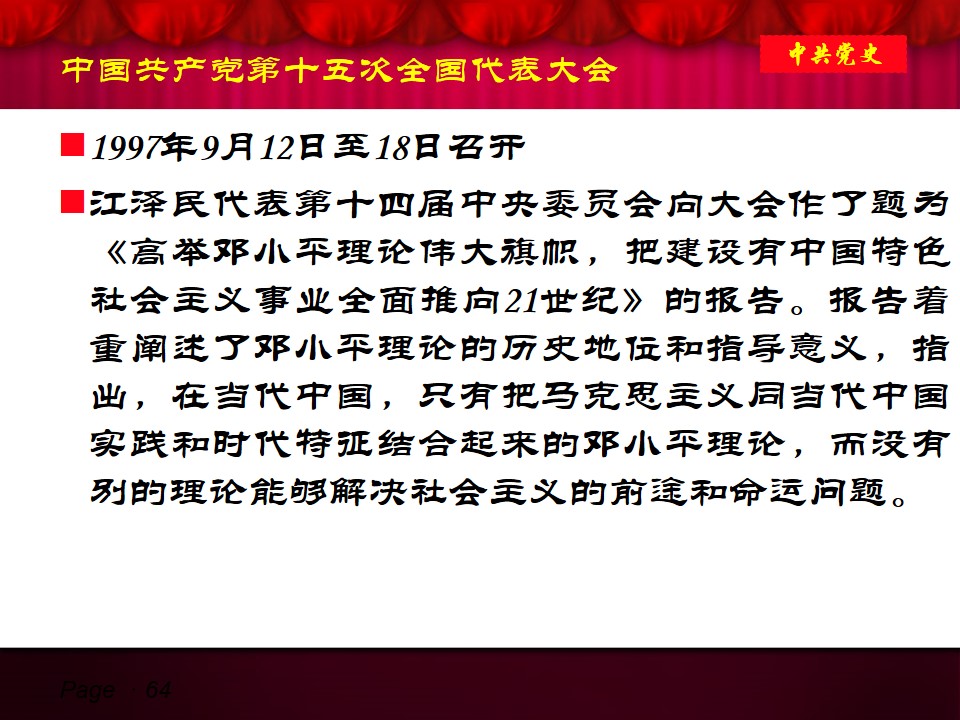 中国共产党第十五次全国代表大会
中共党史
1997年9月12日至18日召开
江泽民代表第十四届中央委员会向大会作了题为
《高举邓小平理论伟大旗帜，把建设有中国特色
社会主义事业全面推向21世纪》的报告。报告着
重阐述了邓小平理论的历史地位和指导意义，指
出，在当代中国，只有把马克思主义同当代中国
实践和时代特征结合起来的邓小平理论，而没有
别的理论能够解决社会主义的前途和命运问题。
Page 64